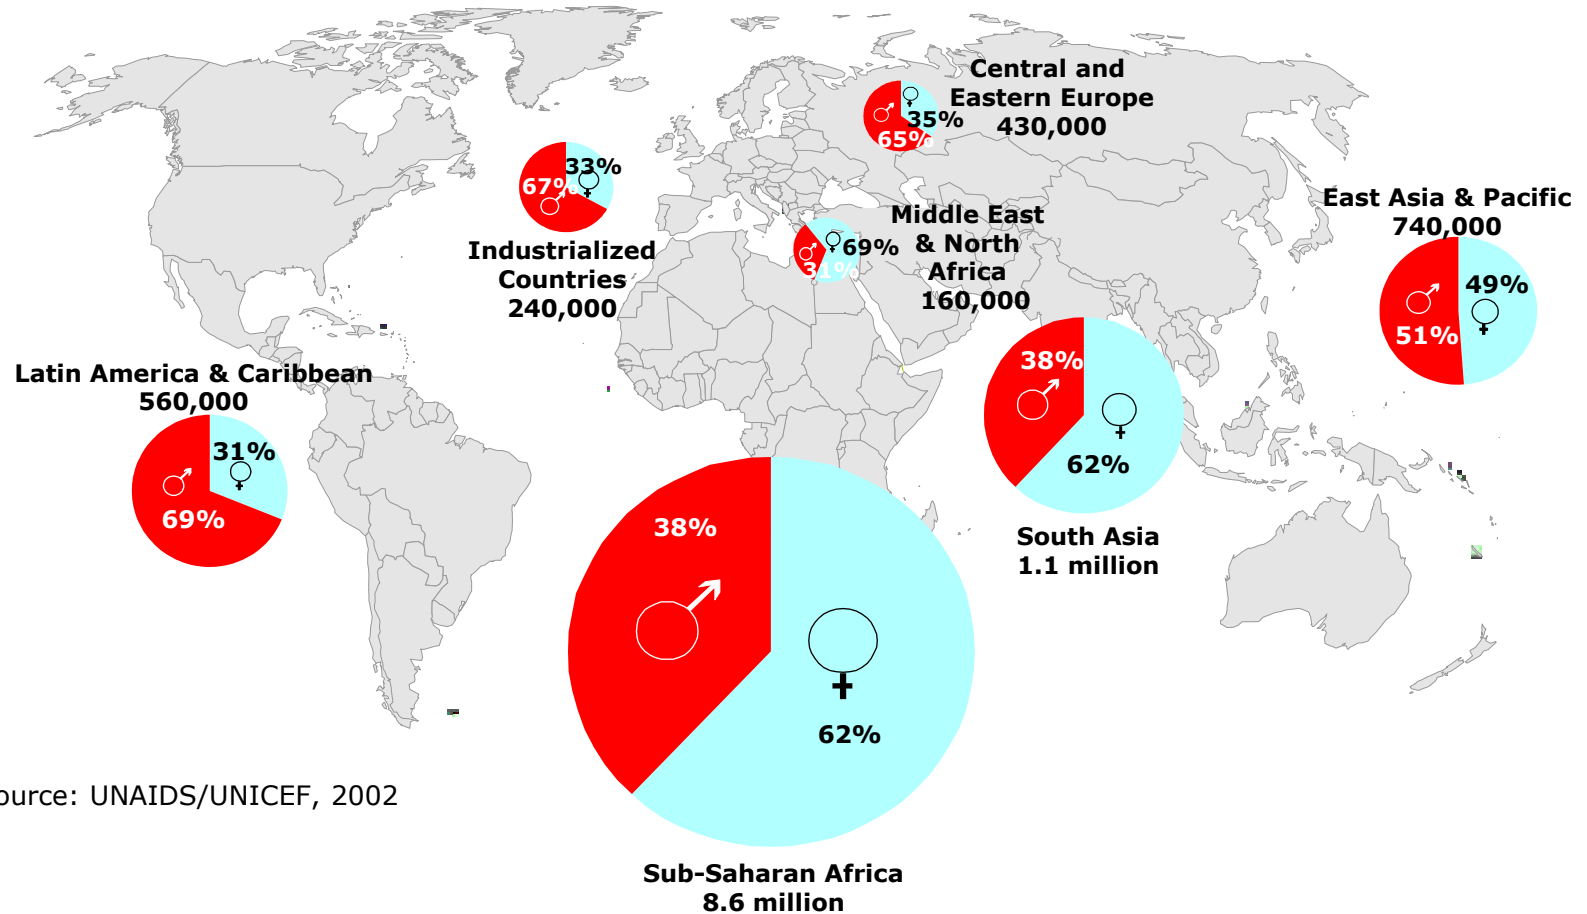 Central and
Eastern Europe
430,000
35%
65%
33%
67%
Industrialized
Countries
240,000
Middle East
& North
Africa
160,000
69%
31%
East Asia & Pacific
740,000
49%
51%
Latin America & Caribbean
560,000
31%
69%
38%
62%
South Asia
1.1 million
38%
62%
Sub-Saharan Africa
8.6 million
ource: UNAIDS/UNICEF, 2002